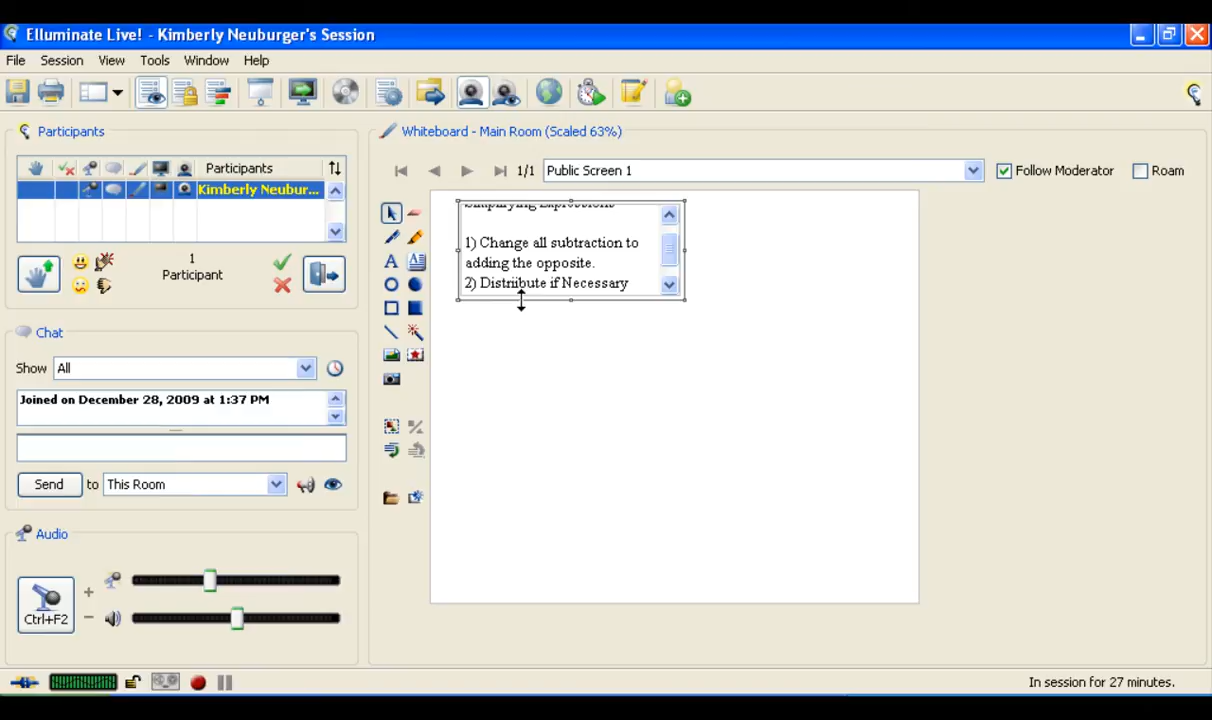 Elluminate Live! - Kimberly Neuburger's Session
File Session View Tools Window Help
Participants
Participants
Kimberly Neubur...
1
Participant
Chat
Show All
Joined on December 28, 2009 at 1:37 PM
Send to This Room
Audio
Ctrl+F2
Whiteboard - Main Room (Scaled 63%)
1/1 Public Screen 1 Follow Moderator Roam
Simplifying Expressions
1) Change all subtraction to
adding the opposite.
2) Distriibute if Necessary
In session for 27 minutes.